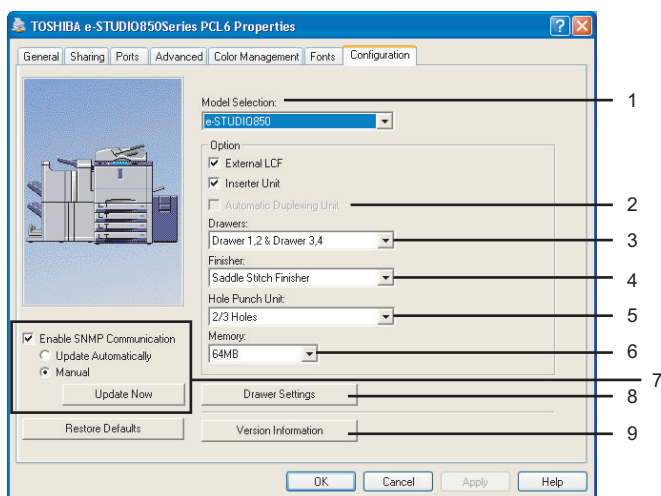 TOSHIBA e-STUDIO850Series PCL6 Properties
General Sharing Ports Advanced Color Management Fonts Configuration
Model Selection:
e-STUDIO850
1
Option
External LCF
Inserter Unit
Automatic Duplexing Unit
2
Drawers:
Drawer 1,2 & Drawer 3,4
3
Finisher:
Saddle Stitch Finisher
4
Hole Punch Unit:
2/3 Holes
5
Memory:
64MB
6
Enable SNMP Communication
Update Automatically
Manual
Update Now
7
Drawer Settings
8
Restore Defaults
Version Information
9
OK Cancel Apply Help